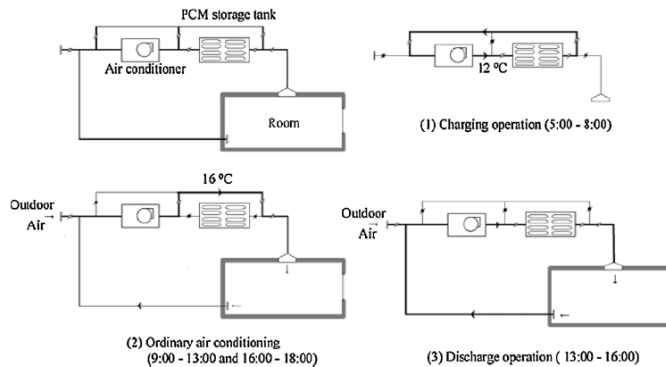 PCM storage tank
Air conditioner
Room
12 ⁰C
(1) Charging operation (5:00 - 8:00)
16 ⁰C
Outdoor
Air
(2) Ordinary air conditioning
(9:00 - 13:00 and 16:00 - 18:00)
Outdoor
Air
(3) Discharge operation ( 13:00 - 16:00)